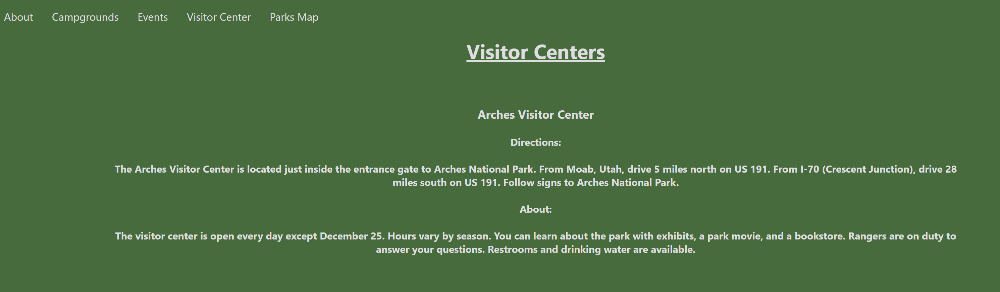 About Campgrounds Events Visitor Center Parks Map
Visitor Centers
Arches Visitor Center
Directions:
The Arches Visitor Center is located just inside the entrance gate to Arches National Park. From Moab, Utah, drive 5 miles north on US 191. From I-70 (Crescent Junction), drive 28
miles south on US 191. Follow signs to Arches National Park.
About:
The visitor center is open every day except December 25. Hours vary by season. You can learn about the park with exhibits, a park movie, and a bookstore. Rangers are on duty to
answer your questions. Restrooms and drinking water are available.